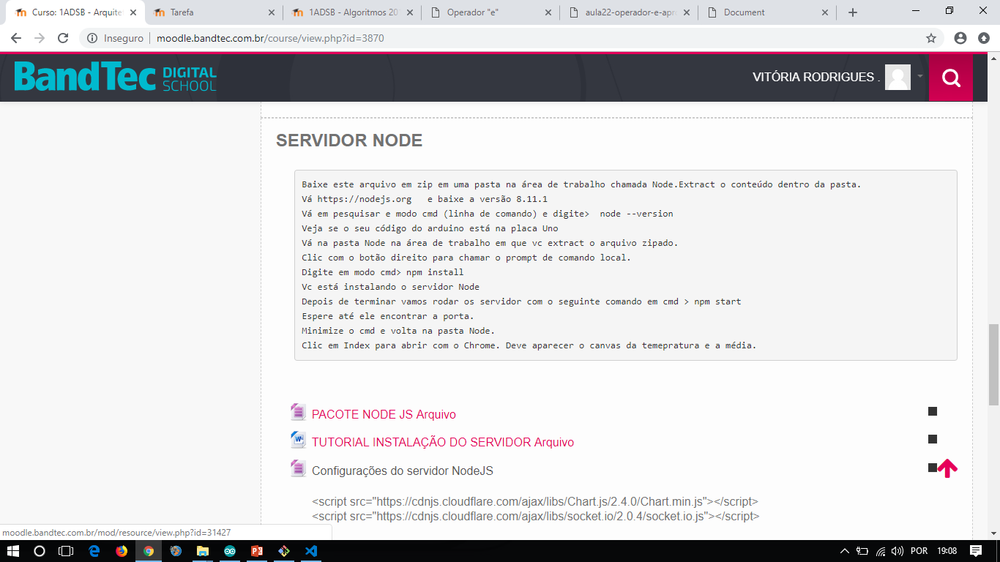 Curso: 1ADSB - Arquitet
Tarefa
1ADSB - Algoritmos 201
Operador "e"
aula22-operador-e-apr
Document
Inseguro
moodle.bandtec.com.br/course/view.php?id=3870
BandTec DIGITAL SCHOOL
VITÓRIA RODRIGUES .
SERVIDOR NODE
Baixe este arquivo em zip em uma pasta na área de trabalho chamada Node.Extract o conteúdo dentro da pasta.
Vá https://nodejs.org   e baixe a versão 8.11.1
Vá em pesquisar e modo cmd (linha de comando) e digite>  node --version
Veja se o seu código do arduino está na placa Uno
Vá na pasta Node na área de trabalho em que vc extract o arquivo zipado.
Clic com o botão direito para chamar o prompt de comando local.
Digite em modo cmd> npm install
Vc está instalando o servidor Node
Depois de terminar vamos rodar os servidor com o seguinte comando em cmd > npm start
Espere até ele encontrar a porta.
Minimize o cmd e volta na pasta Node.
Clic em Index para abrir com o Chrome. Deve aparecer o canvas da temepratura e a média.
PACOTE NODE JS Arquivo
TUTORIAL INSTALAÇÃO DO SERVIDOR Arquivo
Configurações do servidor NodeJS
<script src="https://cdnjs.cloudflare.com/ajax/libs/Chart.js/2.4.0/Chart.min.js"></script>
<script src="https://cdnjs.cloudflare.com/ajax/libs/socket.io/2.0.4/socket.io.js"></script>
moodle.bandtec.com.br/mod/resource/view.php?id=31427
POR
19:08